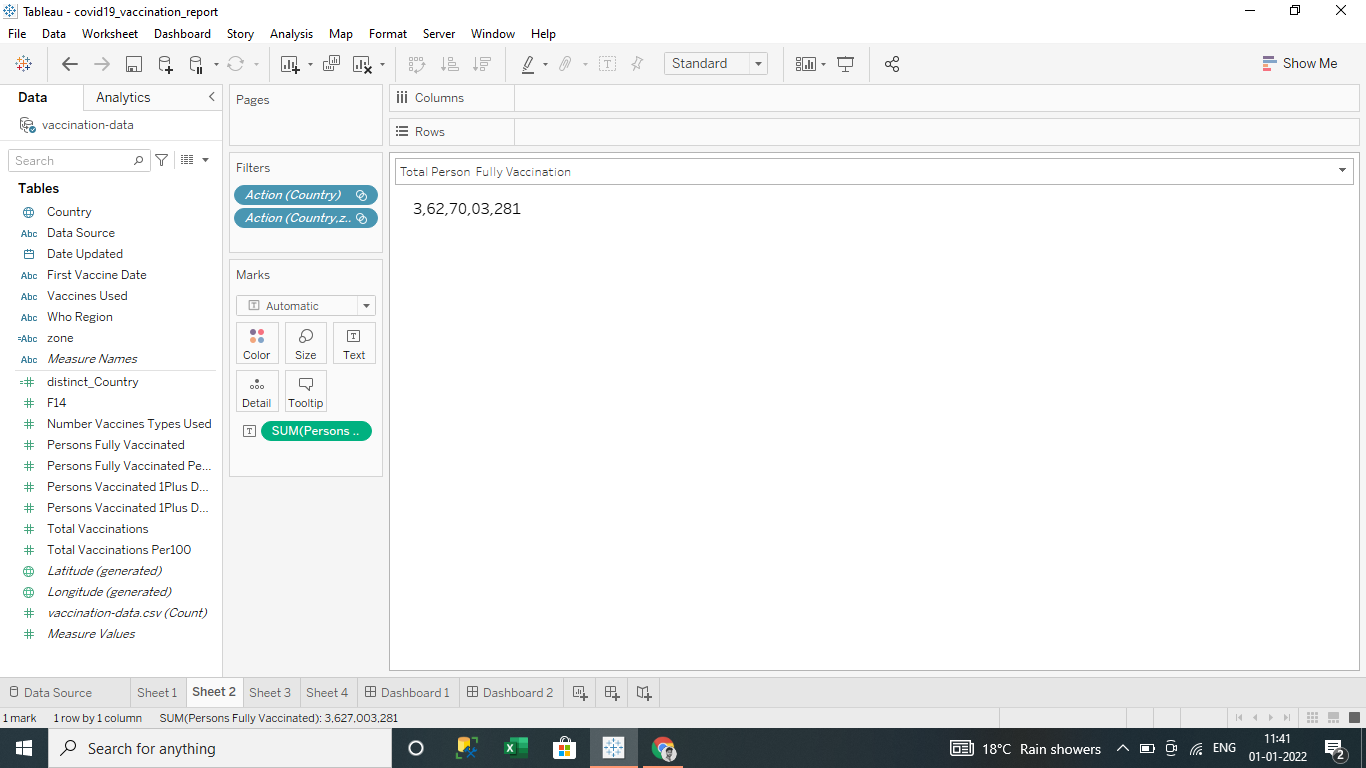 Tableau - covid19_vaccination_report
File Data Worksheet Dashboard Story Analysis Map Format Server Window Help
Standard
Show Me
Data Analytics
vaccination-data
Search
Tables
Country
Abc Data Source
Date Updated
Abc First Vaccine Date
Abc Vaccines Used
Abc Who Region
=Abc zone
Abc Measure Names
=# distinct_Country
# F14
# Number Vaccines Types Used
# Persons Fully Vaccinated
# Persons Fully Vaccinated Pe...
# Persons Vaccinated 1Plus D...
# Persons Vaccinated 1Plus D...
# Total Vaccinations
# Total Vaccinations Per100
Latitude (generated)
Longitude (generated)
# vaccination-data.csv (Count)
# Measure Values
Pages
Filters
Action (Country)
Action (Country,z..
Marks
T Automatic
Color Size Text
Detail Tooltip
T SUM(Persons ..
Columns
Rows
Total Person Fully Vaccination
3,62,70,03,281
Data Source Sheet 1 Sheet 2 Sheet 3 Sheet 4 Dashboard 1 Dashboard 2
1 mark 1 row by 1 column SUM(Persons Fully Vaccinated): 3,627,003,281
Search for anything
18°C Rain showers
ENG
11:41
01-01-2022
2